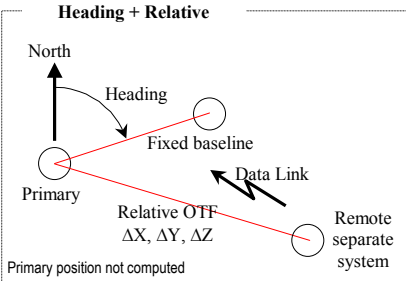 Heading + Relative
North
Heading
Fixed baseline
Primary
Data Link
Relative OTF
ΔX, ΔY, ΔZ
Remote
separate
system
Primary position not computed